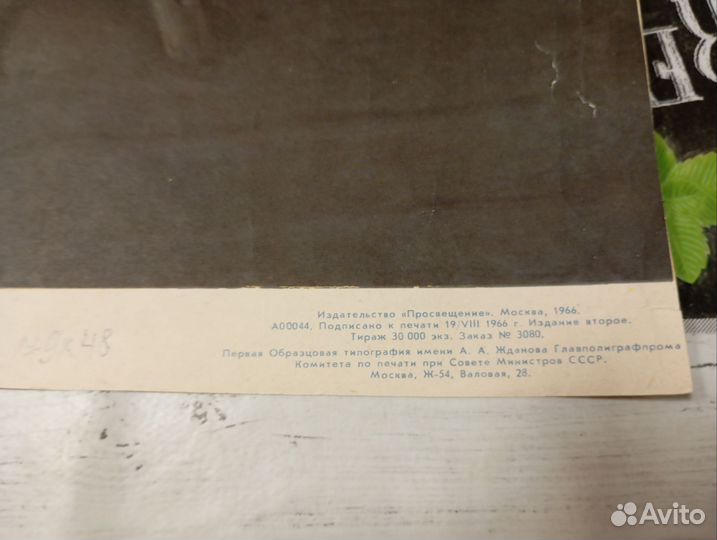 Издательство «Просвещение». Москва, 1966.
А00044. Подписано к печати 19/VIII 1966 г. Издание второе.
Тираж 30 000 экз. Заказ № 3080.
Первая Образцовая типография имени А. А. Жданова Главполиграфпрома
Комитета по печати при Совете Министров СССР.
Москва, Ж-54, Валовая, 28.
Avito